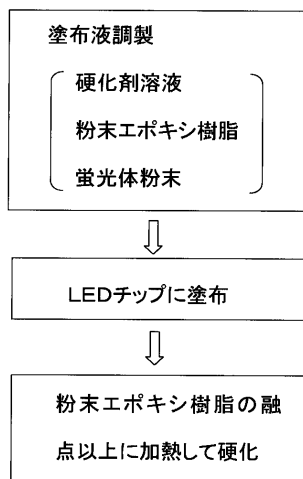 塗布液調製
硬化剤溶液
粉末エポキシ樹脂
蛍光体粉末
LEDチップに塗布
粉末エポキシ樹脂の融
点以上に加熱して硬化